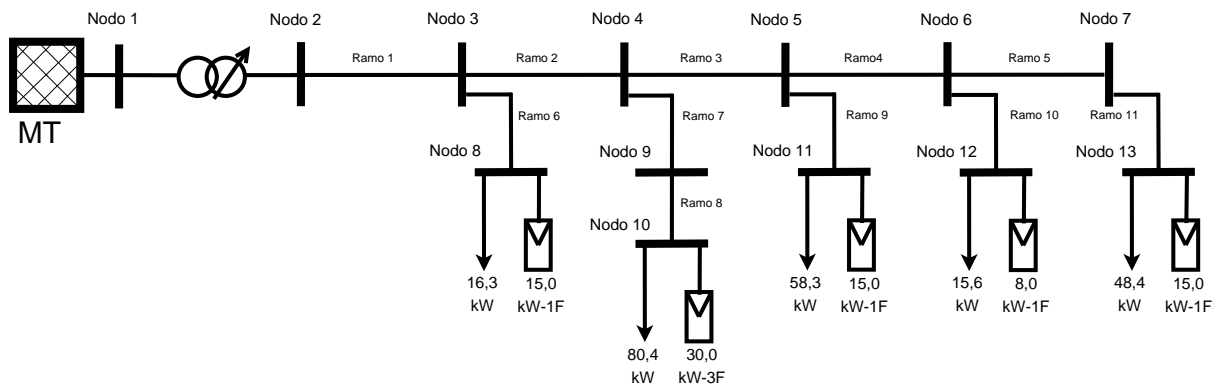 Nodo 1
Nodo 2
Nodo 3
Nodo 4
Nodo 5
Nodo 6
Nodo 7
Ramo 1
Ramo 2
Ramo 3
Ramo4
Ramo 5
MT
Ramo 6
Ramo 7
Ramo 9
Ramo 10
Ramo 11
Nodo 8
Nodo 9
Nodo 11
Nodo 12
Nodo 13
Ramo 8
Nodo 10
16,3
kW
15,0
kW-1F
58,3
kW
15,0
kW-1F
15,6
kW
8,0
kW-1F
48,4
kW
15,0
kW-1F
80,4
kW
30,0
kW-3F